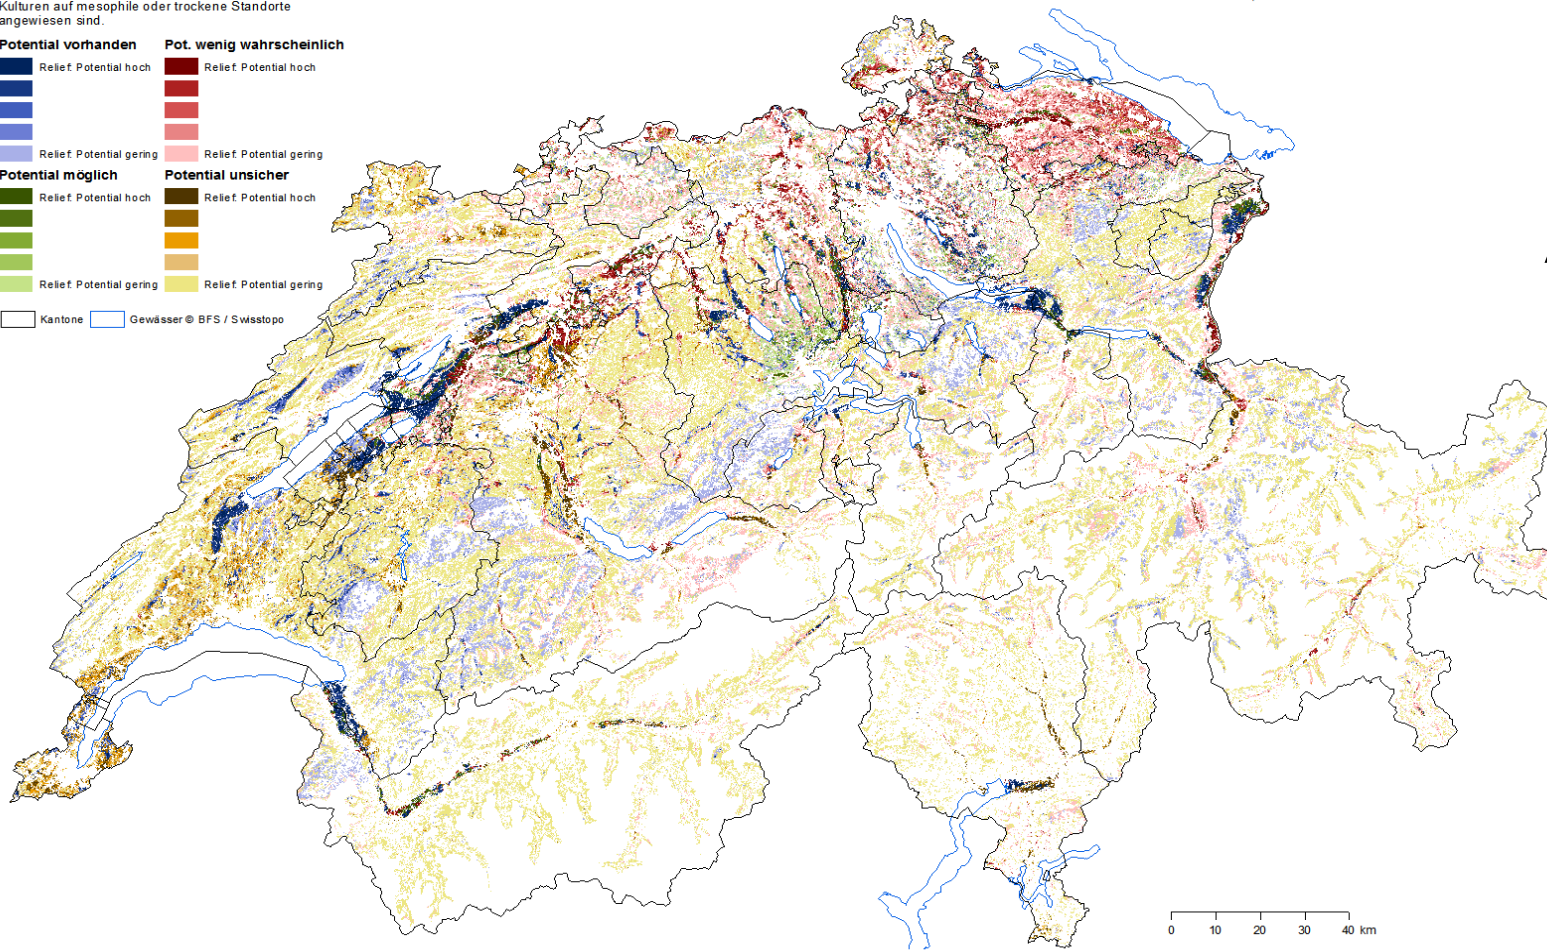 Kulturen auf mesophile oder trockene Standorte
angewiesen sind.
Potential vorhanden
Relief: Potential hoch
Relief: Potential gering
Pot. wenig wahrscheinlich
Relief: Potential hoch
Relief: Potential gering
Potential möglich
Relief: Potential hoch
Relief: Potential gering
Potential unsicher
Relief: Potential hoch
Relief: Potential gering
Kantone
Gewässer © BFS / Swisstopo
0 10 20 30 40 km